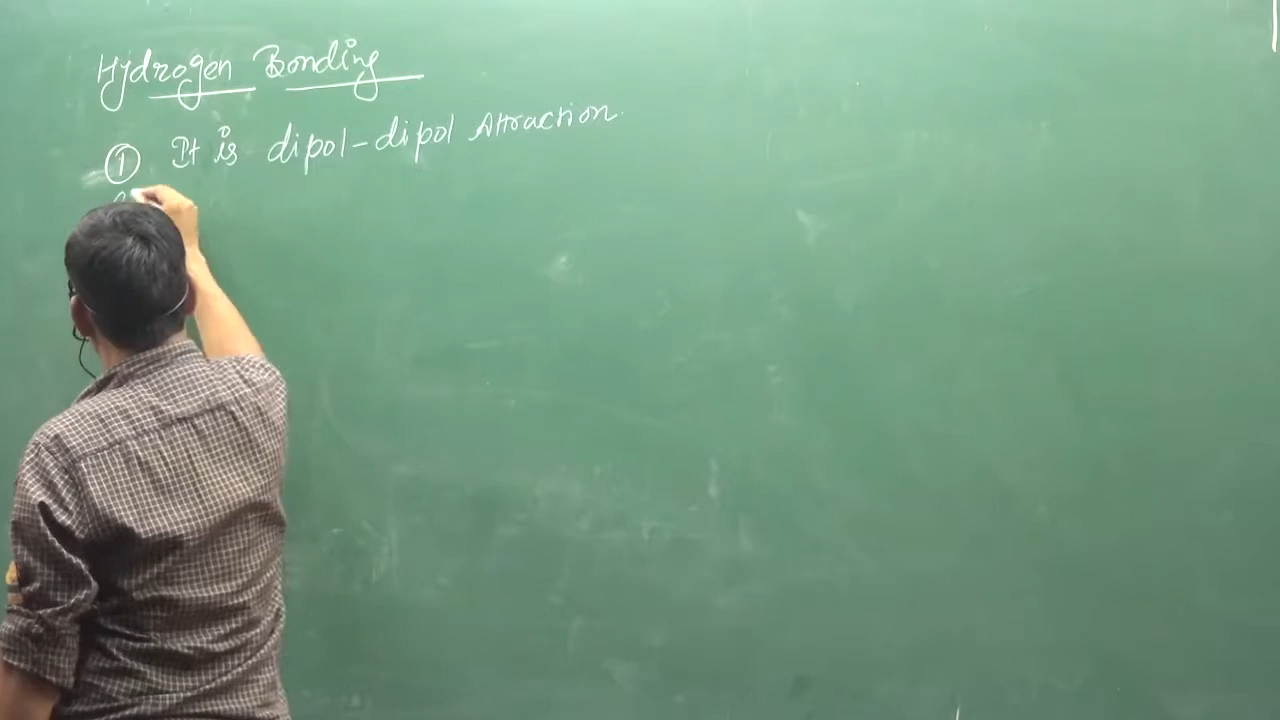 Hydrogen Bonding
① It is dipol-dipol Attraction.